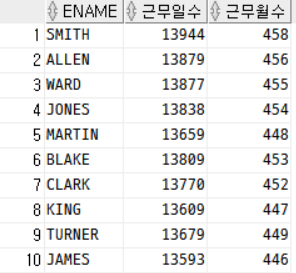 ENAME 근무일수 근무월수
1 SMITH 13944 458
2 ALLEN 13879 456
3 WARD 13877 455
4 JONES 13838 454
5 MARTIN 13659 448
6 BLAKE 13809 453
7 CLARK 13770 452
8 KING 13609 447
9 TURNER 13679 449
10 JAMES 13593 446